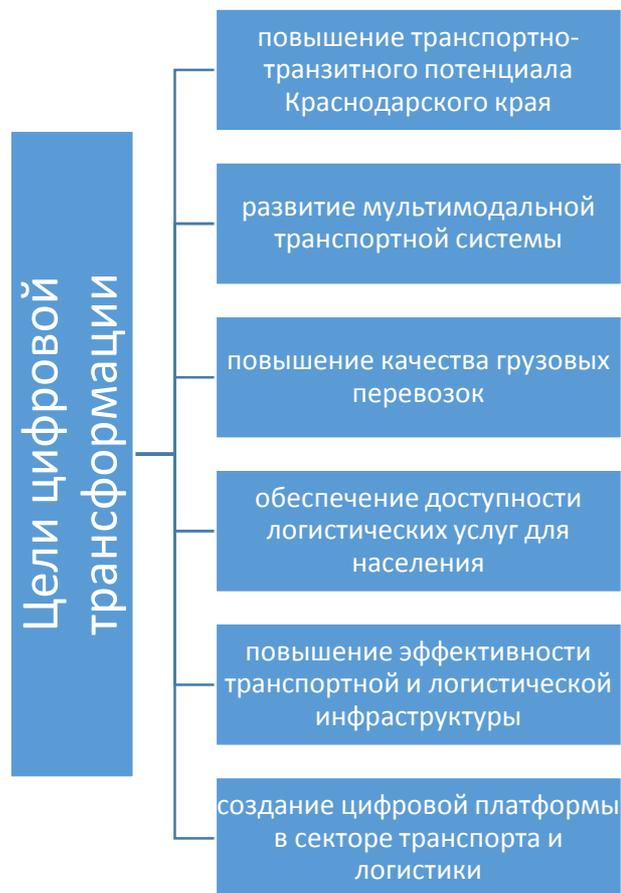 Цели цифровой
трансформации
повышение транспортно-
транзитного потенциала
Краснодарского края
развитие мультимодальной
транспортной системы
повышение качества грузовых
перевозок
обеспечение доступности
логистических услуг для
населения
повышение эффективности
транспортной и логистической
инфраструктуры
создание цифровой платформы
в секторе транспорта и
логистики